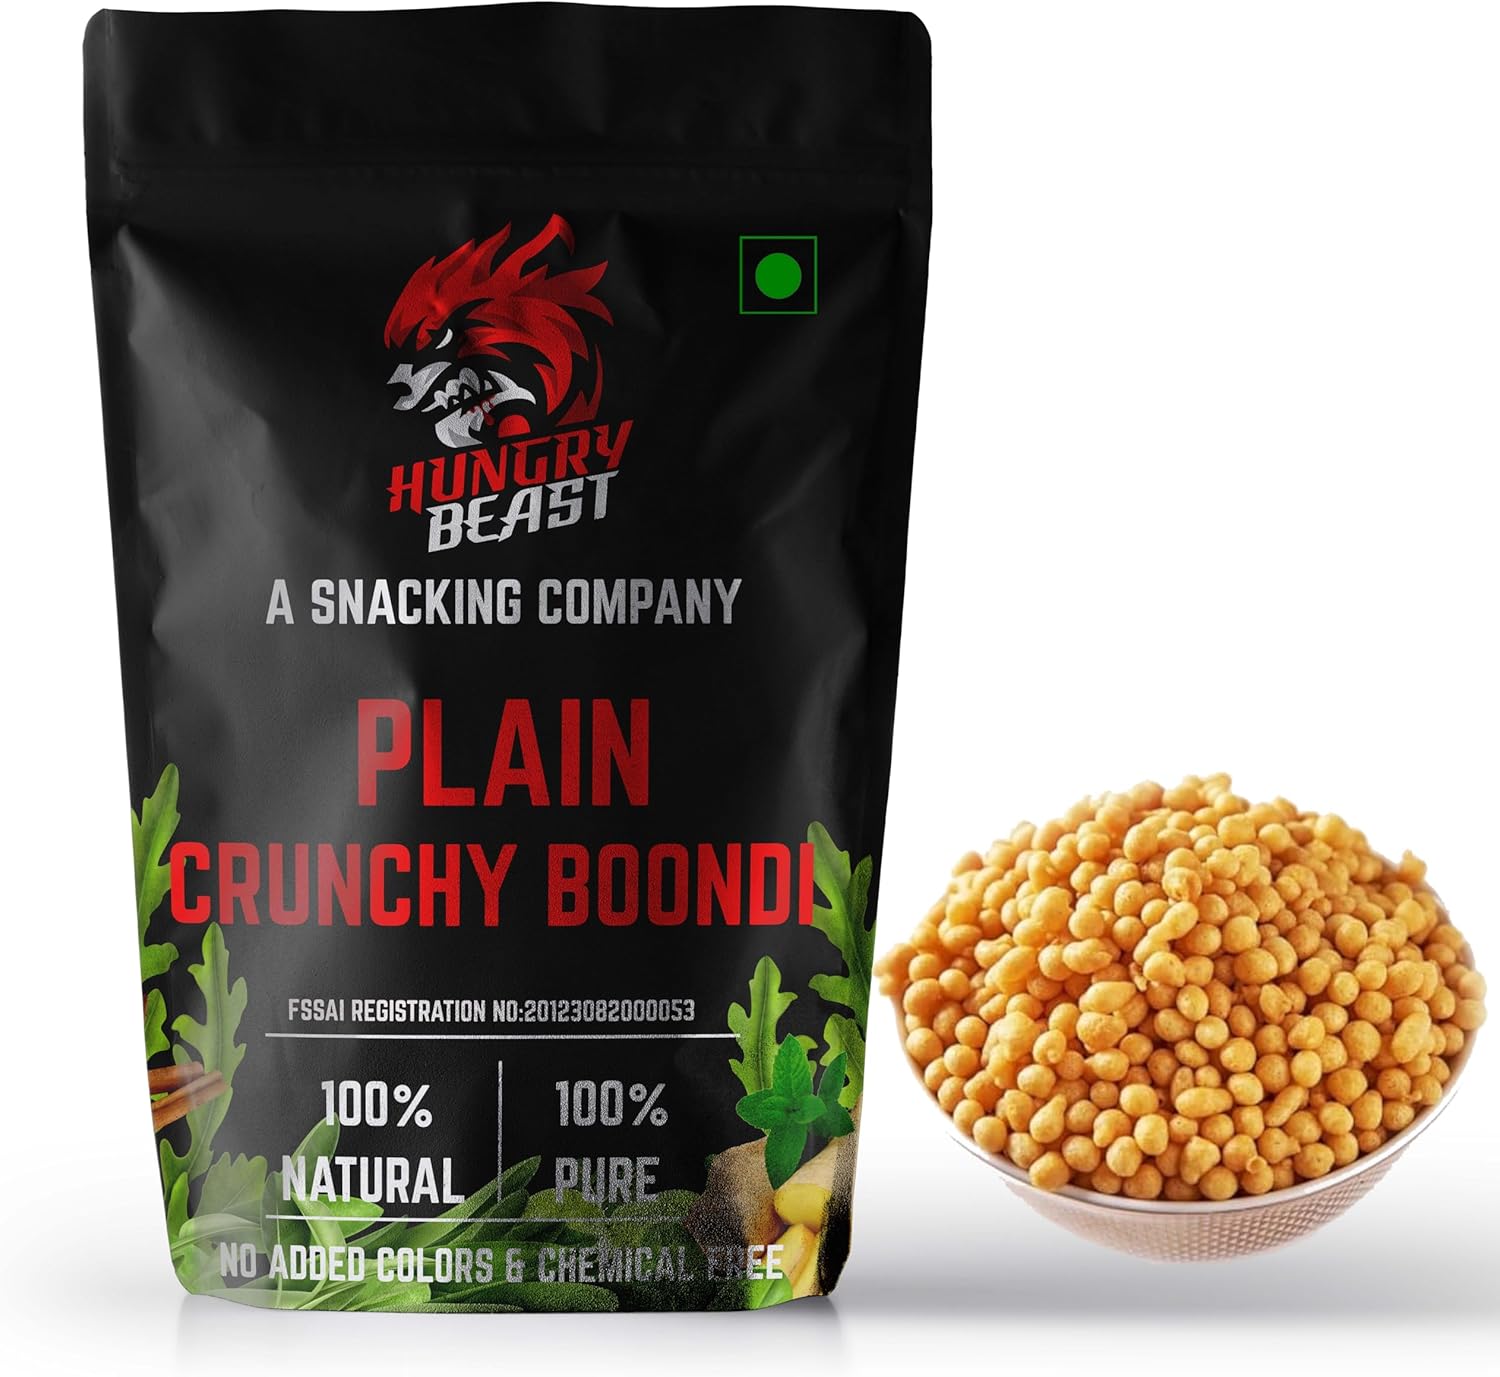 HUNGRY
BEAST
A SNACKING COMPANY
PLAIN
CRUNCHY BOONDI
FSSAI REGISTRATION NO:20123082000053
100%
NATURAL
100%
PURE
NO ADDED COLORS & CHEMICAL FREE